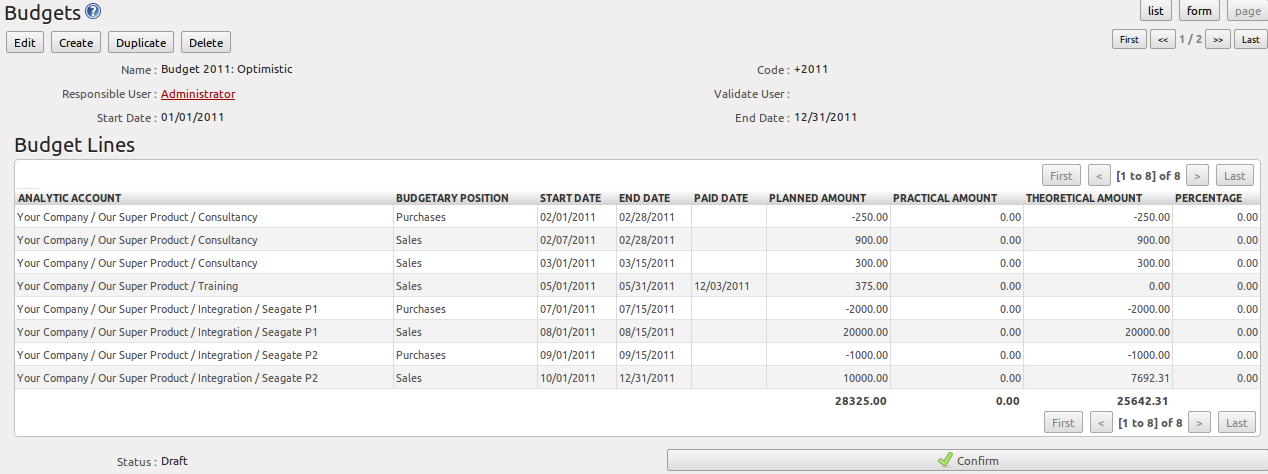 Budgets ?
list form page
Edit Create Duplicate Delete
First << 1 / 2 >> Last
Name : Budget 2011: Optimistic Code : +2011
Responsible User : Administrator Validate User :
Start Date : 01/01/2011 End Date : 12/31/2011
Budget Lines
First < [1 to 8] of 8 > Last
ANALYTIC ACCOUNT BUDGETARY POSITION START DATE END DATE PAID DATE PLANNED AMOUNT PRACTICAL AMOUNT THEORETICAL AMOUNT PERCENTAGE
Your Company / Our Super Product / Consultancy Purchases 02/01/2011 02/28/2011 -250.00 0.00 -250.00 0.00
Your Company / Our Super Product / Consultancy Sales 02/07/2011 02/28/2011 900.00 0.00 900.00 0.00
Your Company / Our Super Product / Consultancy Sales 03/01/2011 03/15/2011 300.00 0.00 300.00 0.00
Your Company / Our Super Product / Training Sales 05/01/2011 05/31/2011 12/03/2011 375.00 0.00 0.00 0.00
Your Company / Our Super Product / Integration / Seagate P1 Purchases 07/01/2011 07/15/2011 -2000.00 0.00 -2000.00 0.00
Your Company / Our Super Product / Integration / Seagate P1 Sales 08/01/2011 08/15/2011 20000.00 0.00 20000.00 0.00
Your Company / Our Super Product / Integration / Seagate P2 Purchases 09/01/2011 09/15/2011 -1000.00 0.00 -1000.00 0.00
Your Company / Our Super Product / Integration / Seagate P2 Sales 10/01/2011 12/31/2011 10000.00 0.00 7692.31 0.00
28325.00 0.00 25642.31
First < [1 to 8] of 8 > Last
Status : Draft Confirm